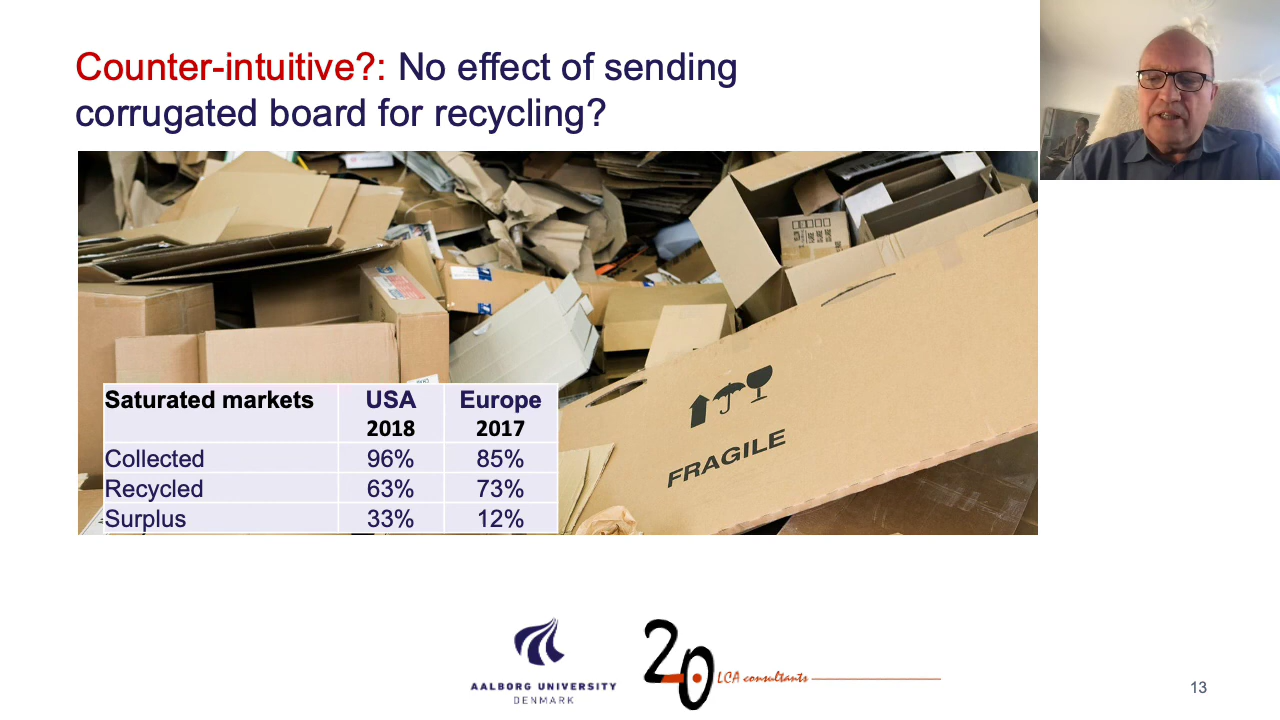 Counter-intuitive?: No effect of sending
corrugated board for recycling?
FRAGILE
Saturated markets USA Europe
2018 2017
Collected 96% 85%
Recycled 63% 73%
Surplus 33% 12%
AALBORG UNIVERSITY
DENMARK
2.0 LCA consultants
13